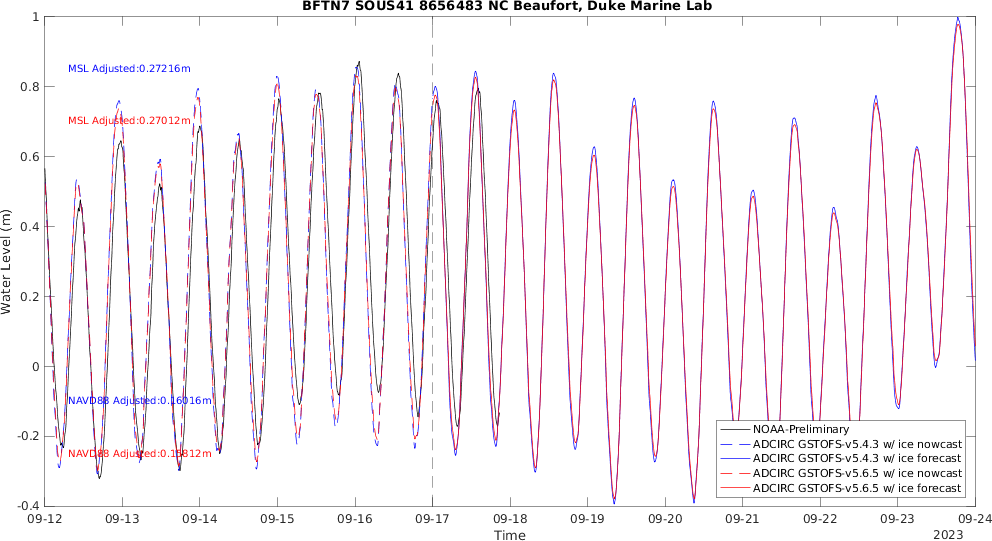 BFTN7 SOUS41 8656483 NC Beaufort, Duke Marine Lab
1
0.8
0.6
0.4
0.2
0
-0.2
-0.4
Water Level (m)
MSL Adjusted:0.27216m
MSL Adjusted:0.27012m
NAVD88 Adjusted:0.16016m
NAVD88 Adjusted:0.15812m
NOAA-Preliminary
ADCIRC GSTOFS-v5.4.3 w/ ice nowcast
ADCIRC GSTOFS-v5.4.3 w/ ice forecast
ADCIRC GSTOFS-v5.6.5 w/ ice nowcast
ADCIRC GSTOFS-v5.6.5 w/ ice forecast
09-12 09-13 09-14 09-15 09-16 09-17 09-18 09-19 09-20 09-21 09-22 09-23 09-24
Time
2023